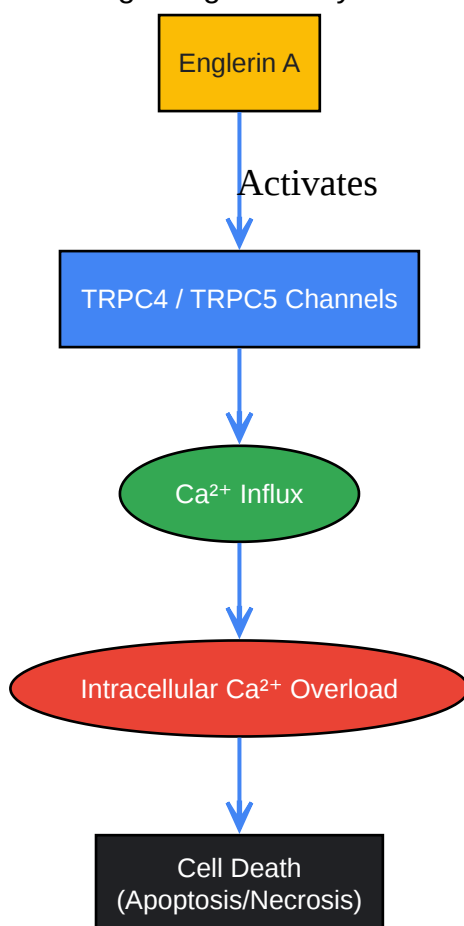 Englerin A
Activates
TRPC4 / TRPC5 Channels
Ca²⁺ Influx
Intracellular Ca²⁺ Overload
Cell Death
(Apoptosis/Necrosis)